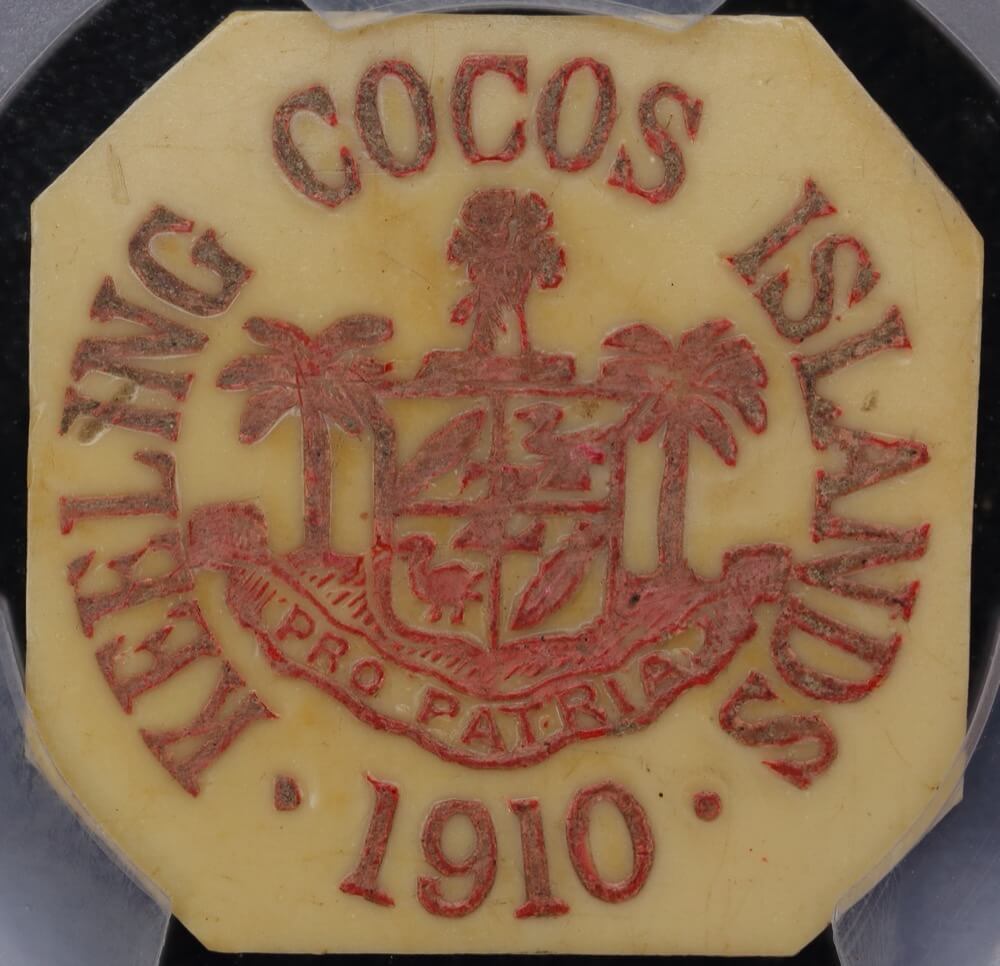 KEELING COCOS ISLANDS
PRO PATRIA
• 1910 •